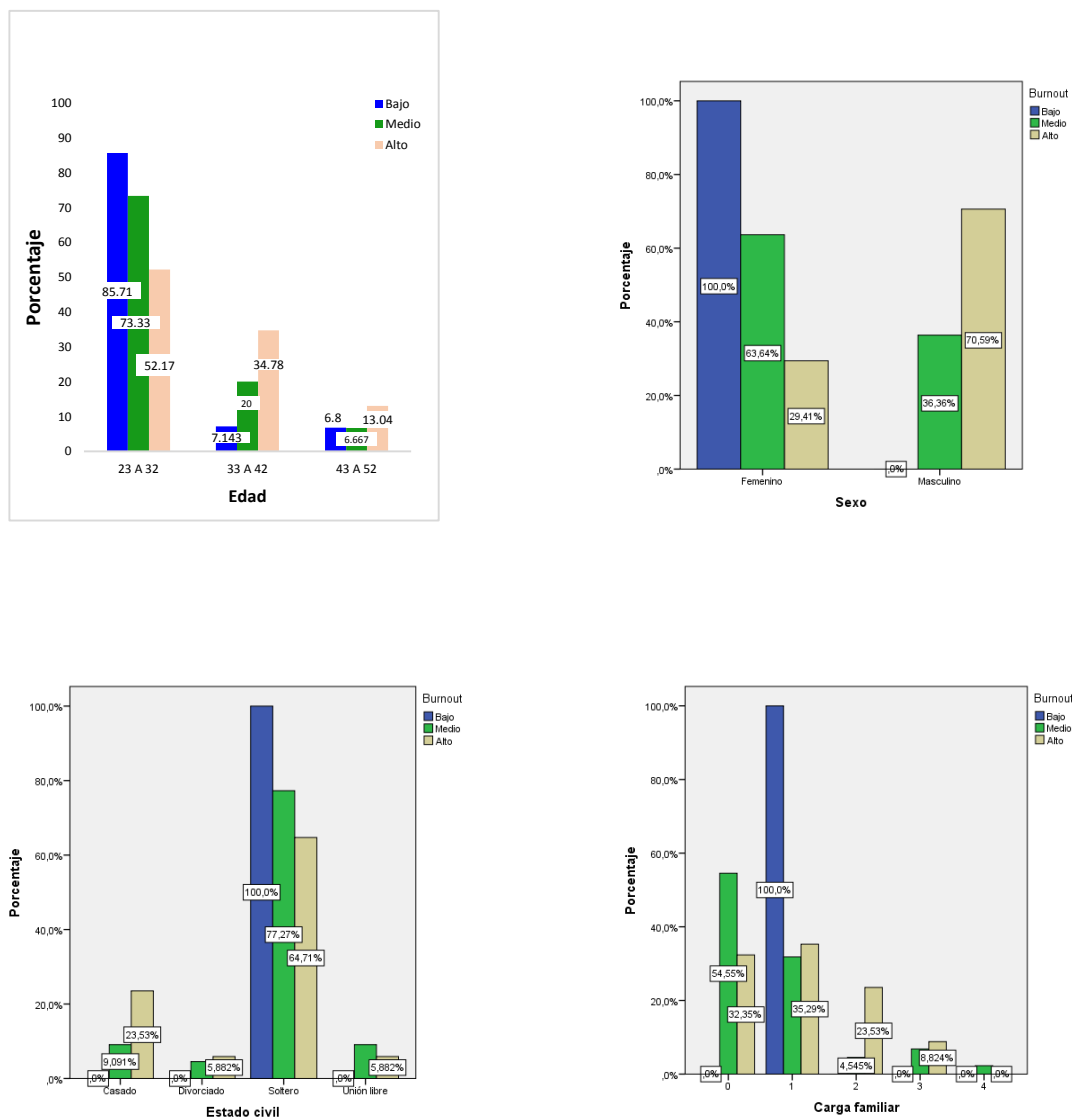 100
90
80
70
60
50
40
30
20
10
0
Porcentaje
Bajo
Medio
Alto
85.71
73.33
52.17
7.143
20
34.78
6.8
6.667
13.04
23 A 32
33 A 42
43 A 52
Edad
Burnout
Bajo
Medio
Alto
100,0%
80,0%
60,0%
40,0%
20,0%
,0%
Porcentaje
100,0%
63,64%
29,41%
,0%
36,36%
70,59%
Femenino
Masculino
Sexo
Burnout
Bajo
Medio
Alto
100,0%
80,0%
60,0%
40,0%
20,0%
,0%
Porcentaje
,0%
9,091%
23,53%
,0%
5,882%
100,0%
77,27%
64,71%
,0%
5,882%
Casado
Divorciado
Soltero
Unión libre
Estado civil
Burnout
Bajo
Medio
Alto
100,0%
80,0%
60,0%
40,0%
20,0%
,0%
Porcentaje
,0%
54,55%
32,35%
100,0%
35,29%
4,545%
23,53%
,0%
8,824%
,0%
,0%
0
1
2
3
4
Carga familiar